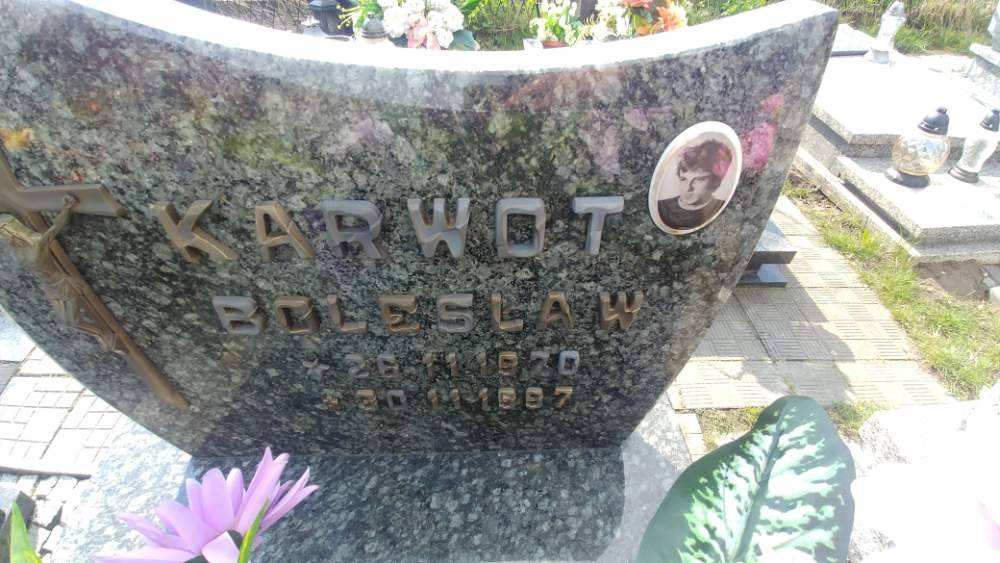 KARWOT
BOLESŁAW
* 26 11 1970
+ 30 11 1987